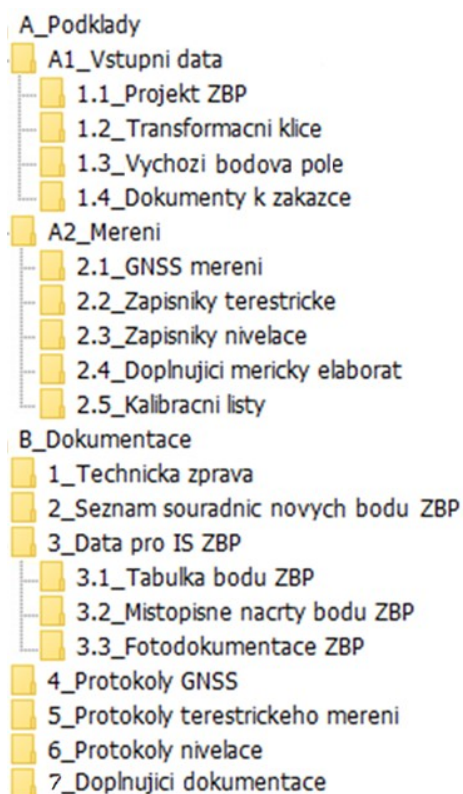 A_Podklady
A1_Vstupni data
1.1_Projekt ZBP
1.2_Transformacni klice
1.3_Vychozi bodova pole
1.4_Dokumenty k zakazce
A2_Mereni
2.1_GNSS mereni
2.2_Zapisniky terestricke
2.3_Zapisniky nivelace
2.4_Doplnujici mericky elaborat
2.5_Kalibracni listy
B_Dokumentace
1_Technicka zprava
2_Seznam souradnic novych bodu ZBP
3_Data pro IS ZBP
3.1_Tabulka bodu ZBP
3.2_Mistopisne nacrty bodu ZBP
3.3_Fotodokumentace ZBP
4_Protokoly GNSS
5_Protokoly terestrickeho mereni
6_Protokoly nivelace
7_Doplnujici dokumentace